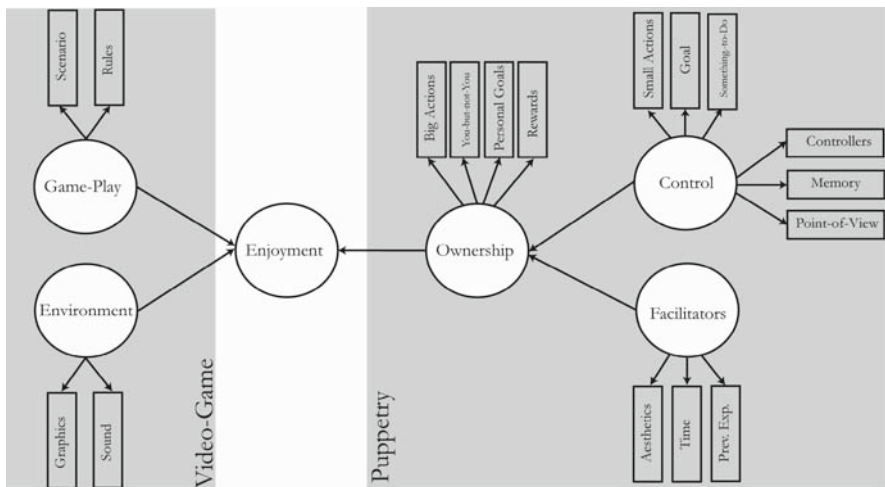 Scenario
Rules
Game-Play
Environment
Graphics
Sound
Video-Game
Enjoyment
Puppetry
Big Actions
You-but-not-You
Personal Goals
Rewards
Ownership
Small Actions
Goal
Something-to-Do
Control
Controllers
Memory
Point-of-View
Facilitators
Aesthetics
Time
Prev. Exp.